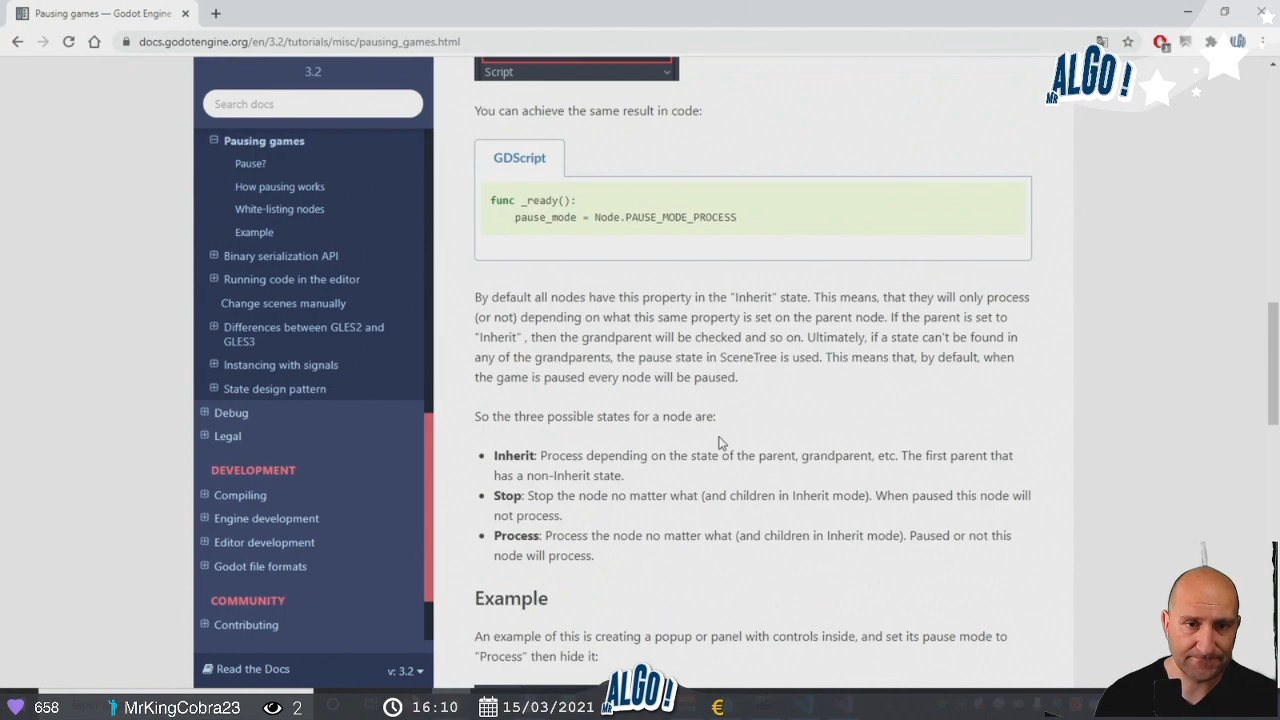 Pausing games — Godot Engine
docs.godotengine.org/en/3.2/tutorials/misc/pausing_games.html
MR ALGO!
3.2
Search docs
Pausing games
Pause?
How pausing works
White-listing nodes
Example
Binary serialization API
Running code in the editor
Change scenes manually
Differences between GLES2 and
GLES3
Instancing with signals
State design pattern
Debug
Legal
DEVELOPMENT
Compiling
Engine development
Editor development
Godot file formats
COMMUNITY
Contributing
Read the Docs
v: 3.2
Script
You can achieve the same result in code:
GDScript
func _ready():
pause_mode = Node.PAUSE_MODE_PROCESS
By default all nodes have this property in the "Inherit" state. This means, that they will only process
(or not) depending on what this same property is set on the parent node. If the parent is set to
"Inherit" , then the grandparent will be checked and so on. Ultimately, if a state can't be found in
any of the grandparents, the pause state in SceneTree is used. This means that, by default, when
the game is paused every node will be paused.
So the three possible states for a node are:
Inherit: Process depending on the state of the parent, grandparent, etc. The first parent that
has a non-Inherit state.
Stop: Stop the node no matter what (and children in Inherit mode). When paused this node will
not process.
Process: Process the node no matter what (and children in Inherit mode). Paused or not this
node will process.
Example
An example of this is creating a popup or panel with controls inside, and set its pause mode to
"Process" then hide it:
658
MrKingCobra23
2
16:10
15/03/2021
ALGO!
€